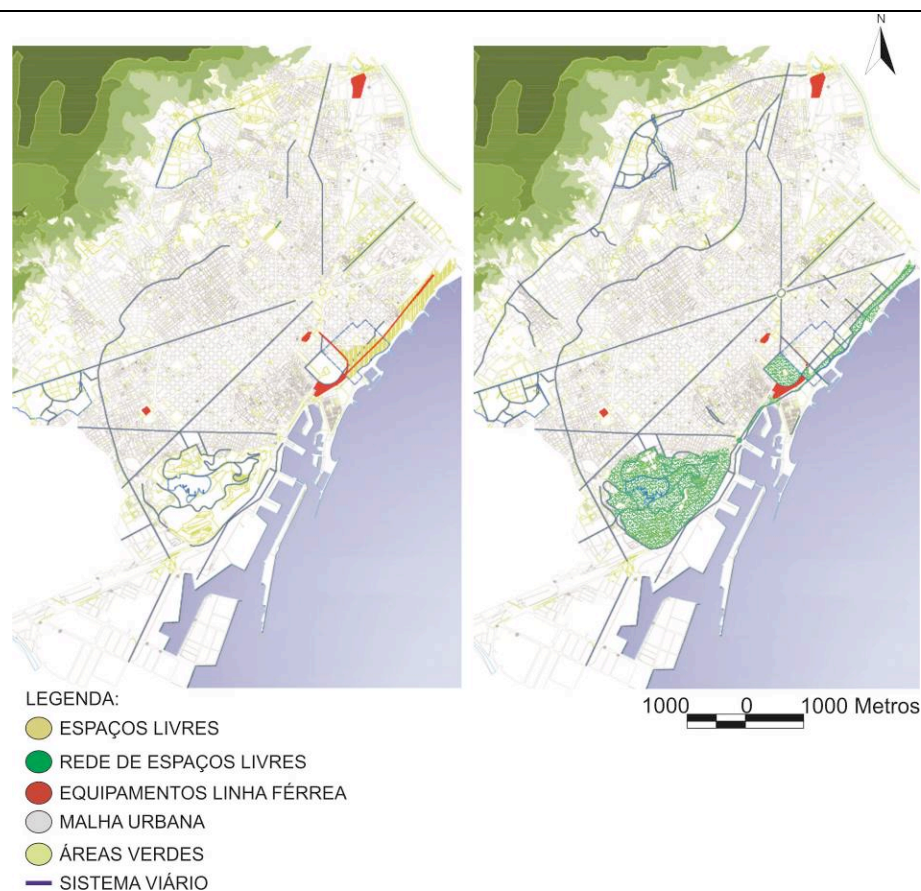 N
LEGENDA:
ESPAÇOS LIVRES
REDE DE ESPAÇOS LIVRES
EQUIPAMENTOS LINHA FÉRREA
MALHA URBANA
ÁREAS VERDES
SISTEMA VIÁRIO
1000 0 1000 Metros